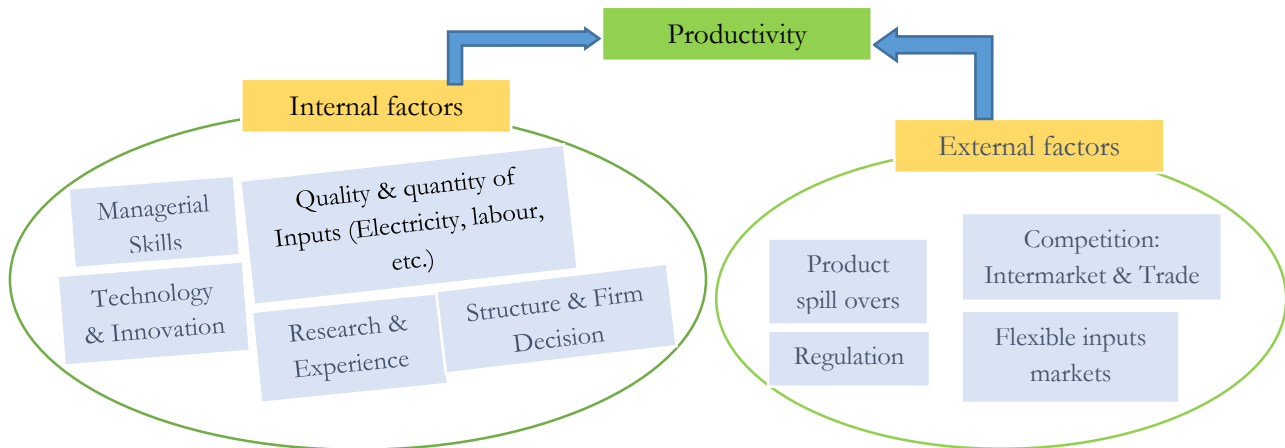 Productivity
Internal factors
External factors
Managerial
Skills
Quality & quantity of
Inputs (Electricity, labour,
etc.)
Technology
& Innovation
Research &
Experience
Structure & Firm
Decision
Product
spill overs
Competition:
Intermarket & Trade
Regulation
Flexible inputs
markets